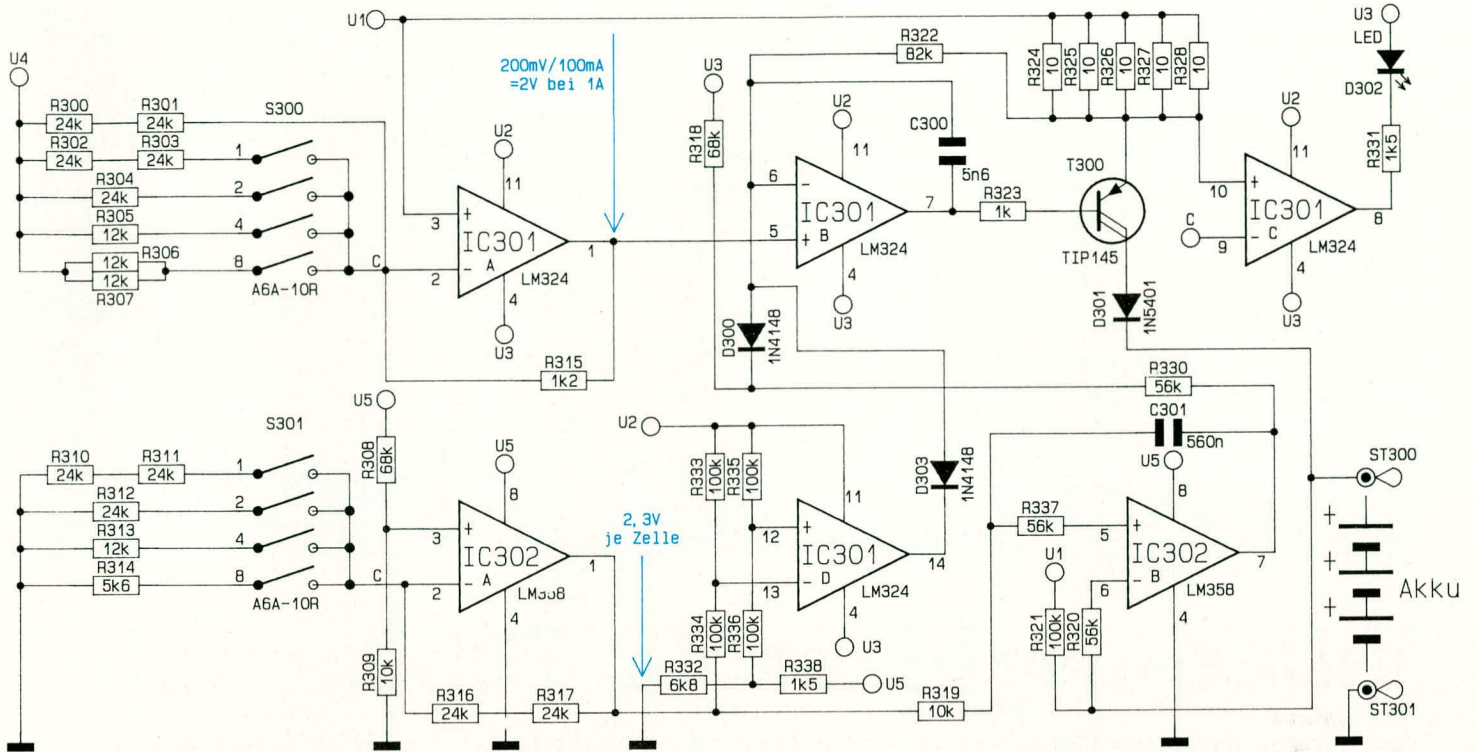 U1
U3
LED
D302
R331
1k5
U4
R300
24k
R301
24k
R302
24k
R303
24k
R304
24k
R305
12k
12k
R306
12k
R307
S300
1
2
4
8
A6A-10R
C
200mV/100mA
=2V bei 1A
U2
11
3
+
IC301
2
-
A
1
4
LM324
U3
R315
1k2
R322
82k
U3
R318
68k
C300
5n6
U2
11
6
-
IC301
5
+
B
7
4
LM324
U3
R323
1k
T300
TIP145
R324
10
R325
10
R326
10
R327
10
R328
10
U2
11
10
+
IC301
C
9
-
C
8
4
LM324
U3
D300
1N4148
D301
1N5401
R330
56k
C301
560n
D303
1N4148
S301
R310
24k
R311
24k
R312
24k
R313
12k
R314
5k6
1
2
4
8
A6A-10R
C
U5
R308
68k
R309
10k
U5
8
3
+
IC302
2
-
A
1
4
LM358
R316
24k
R317
24k
2,3V
je Zelle
U2
R333
100k
R335
100k
R334
100k
R336
100k
11
12
+
IC301
13
-
D
14
4
LM324
U3
R332
6k8
R338
1k5
U5
R319
10k
R337
56k
U1
R321
100k
R320
56k
U5
8
5
+
IC302
6
-
B
7
4
LM358
ST300
+
+
+
Akku
ST301